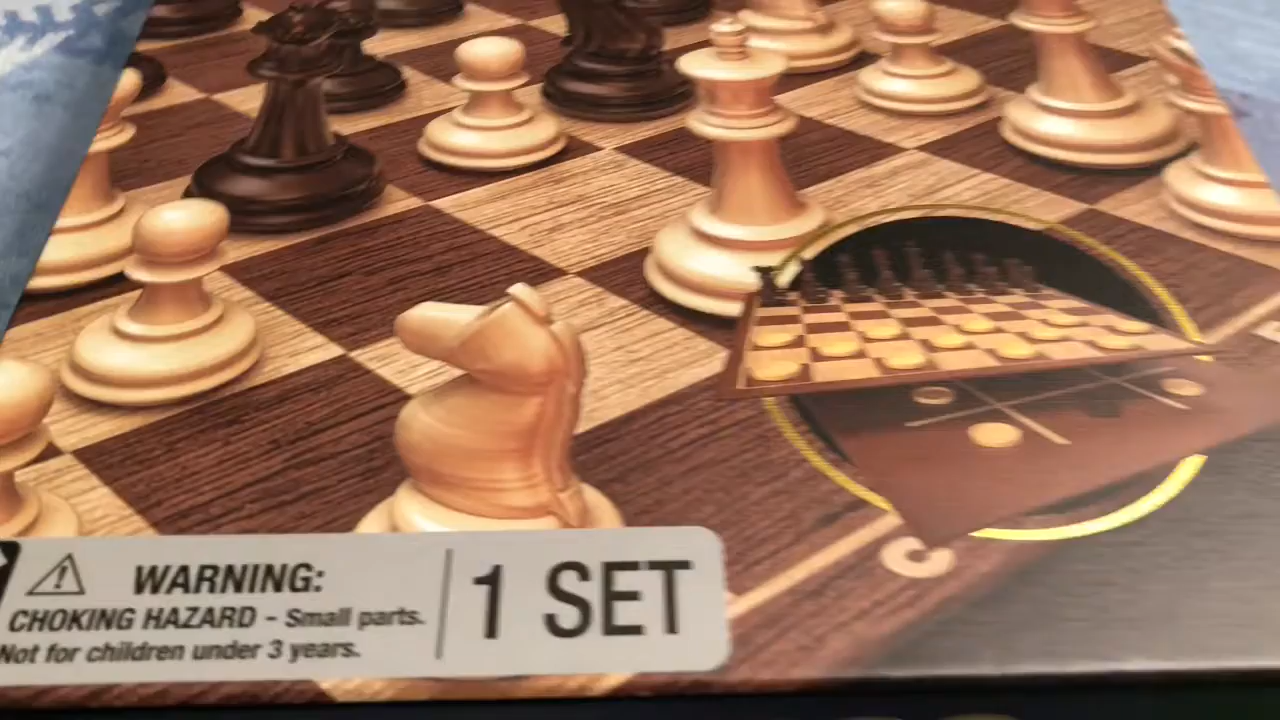 WARNING:
CHOKING HAZARD - Small parts.
Not for children under 3 years.
1 SET
C